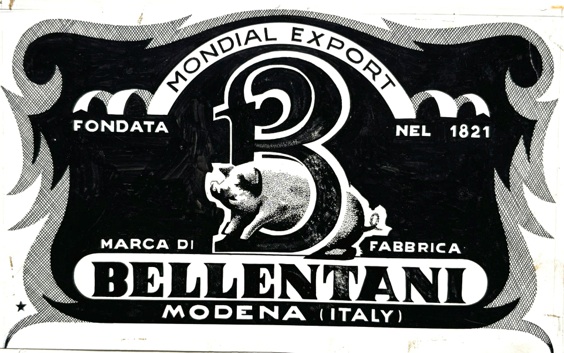 MONDIAL EXPORT
FONDATA NEL 1821
B
MARCA DI FABBRICA
BELLENTANI
MODENA (ITALY)